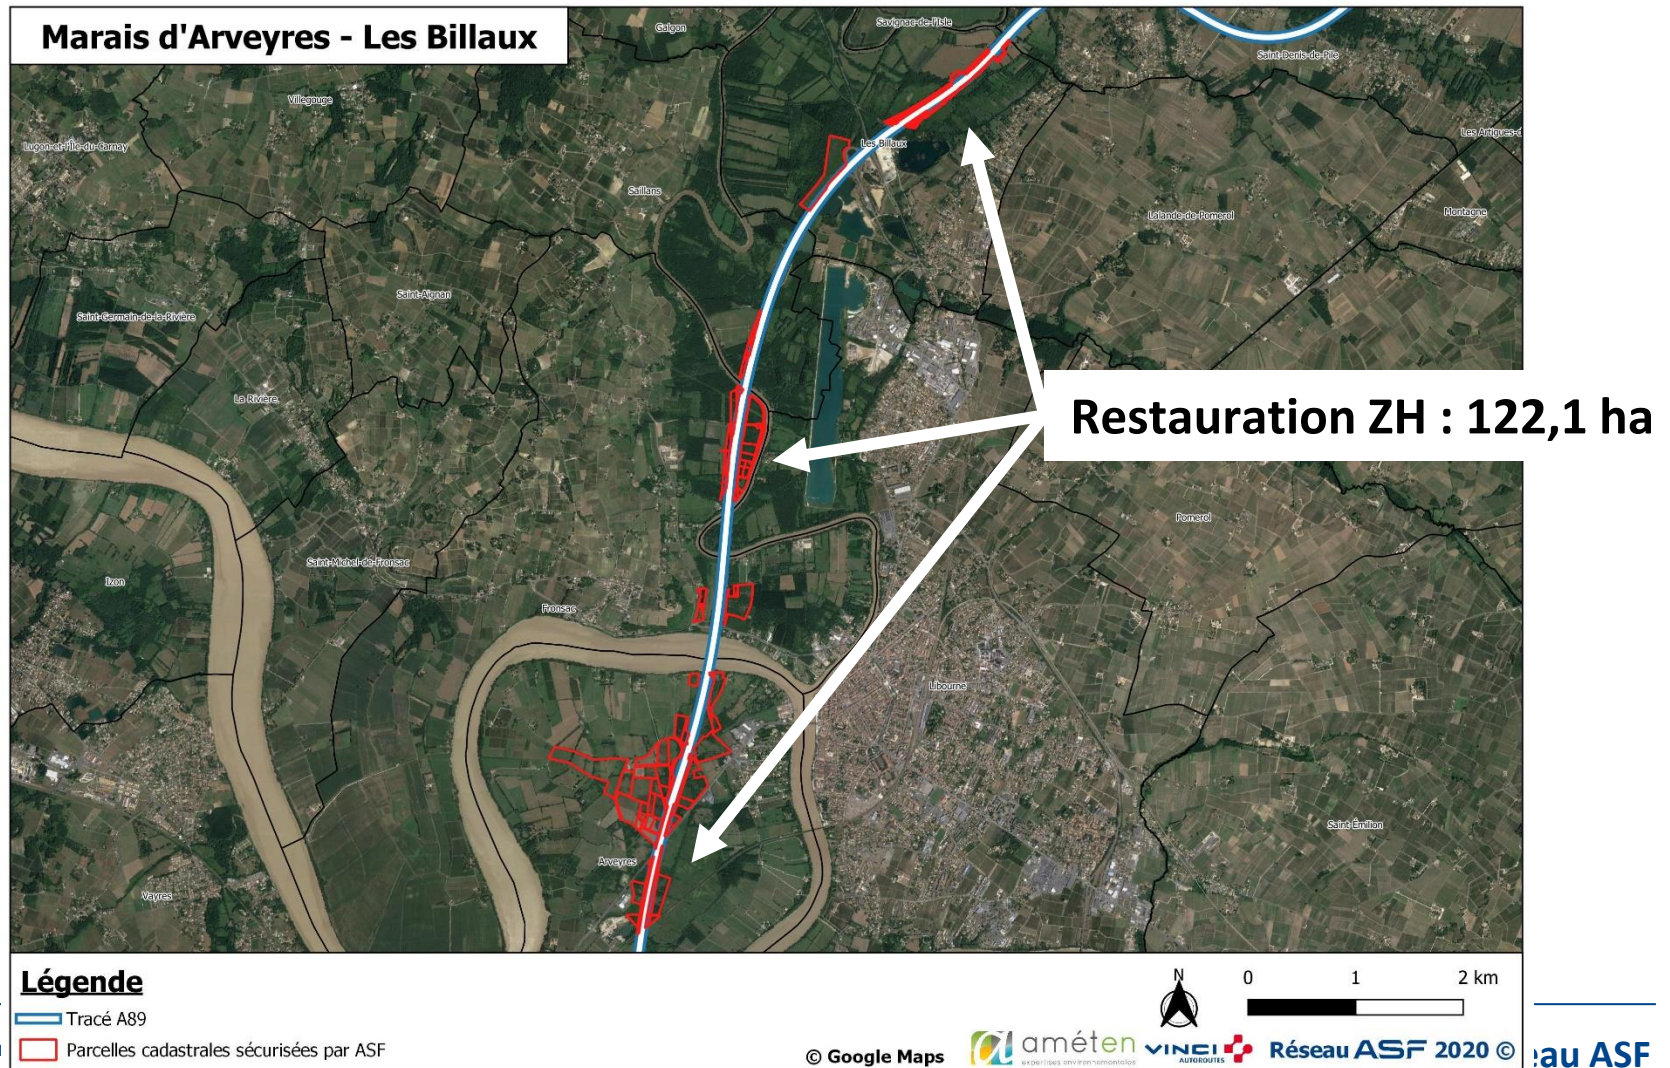 Marais d'Arveyres - Les Billaux
Galgon
Savignac-de-l'Isle
Saint-Denis-de-Pile
Villegouge
Lugon-et-l'Île-du-Carnay
Les Billaux
Les Artigues-d
Saillans
Lalande-de-Pomerol
Montagne
Saint-Aignan
Saint-Germain-de-la-Rivière
La Rivière
Restauration ZH : 122,1 ha
Pomerol
Saint-Michel-de-Fronsac
Izon
Fronsac
Libourne
Saint-Émilion
Arveyres
Vayres
Légende
Tracé A89
Parcelles cadastrales sécurisées par ASF
N
0 1 2 km
© Google Maps
améten
expertises environnementales
VINCI
AUTOROUTES
Réseau ASF 2020 ©
eau ASF